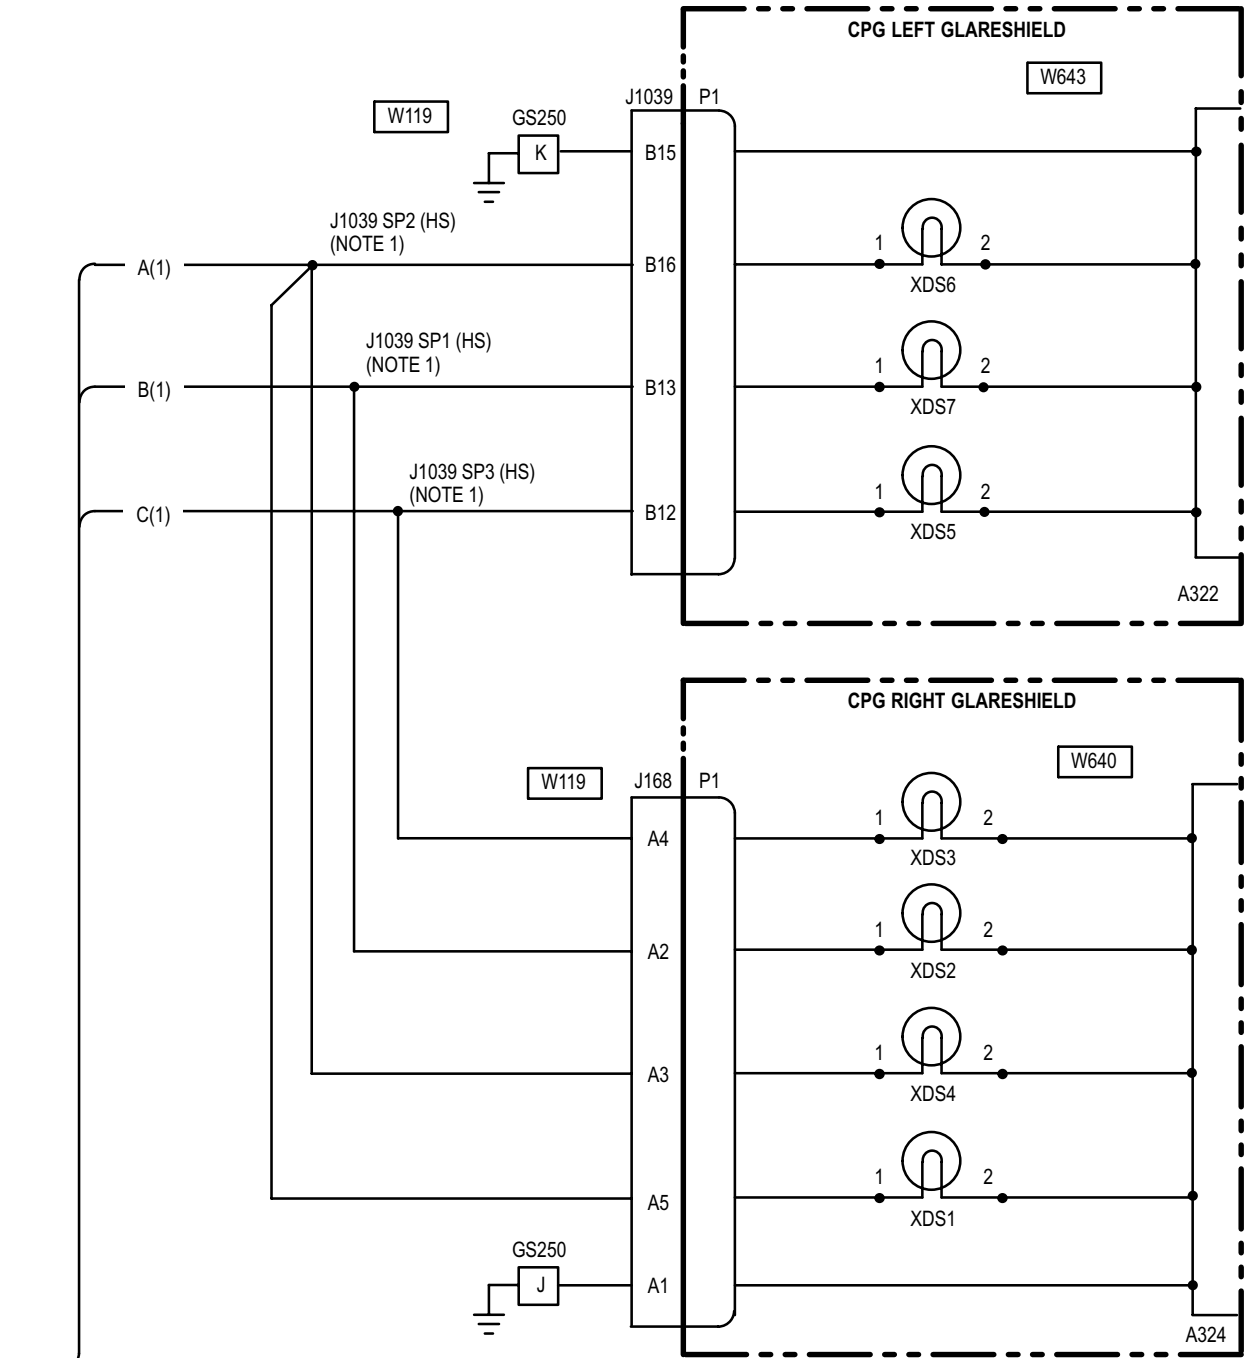 CPG LEFT GLARESHIELD
W643
W119
GS250
J1039 P1
K
B15
J1039 SP2 (HS)
(NOTE 1)
1 2
A(1)
B16
XDS6
J1039 SP1 (HS)
(NOTE 1)
1 2
B(1)
B13
XDS7
J1039 SP3 (HS)
(NOTE 1)
1 2
C(1)
B12
XDS5
A322
CPG RIGHT GLARESHIELD
W640
W119
J168 P1
1 2
A4
XDS3
1 2
A2
XDS2
1 2
A3
XDS4
1 2
A5
XDS1
GS250
J
A1
A324